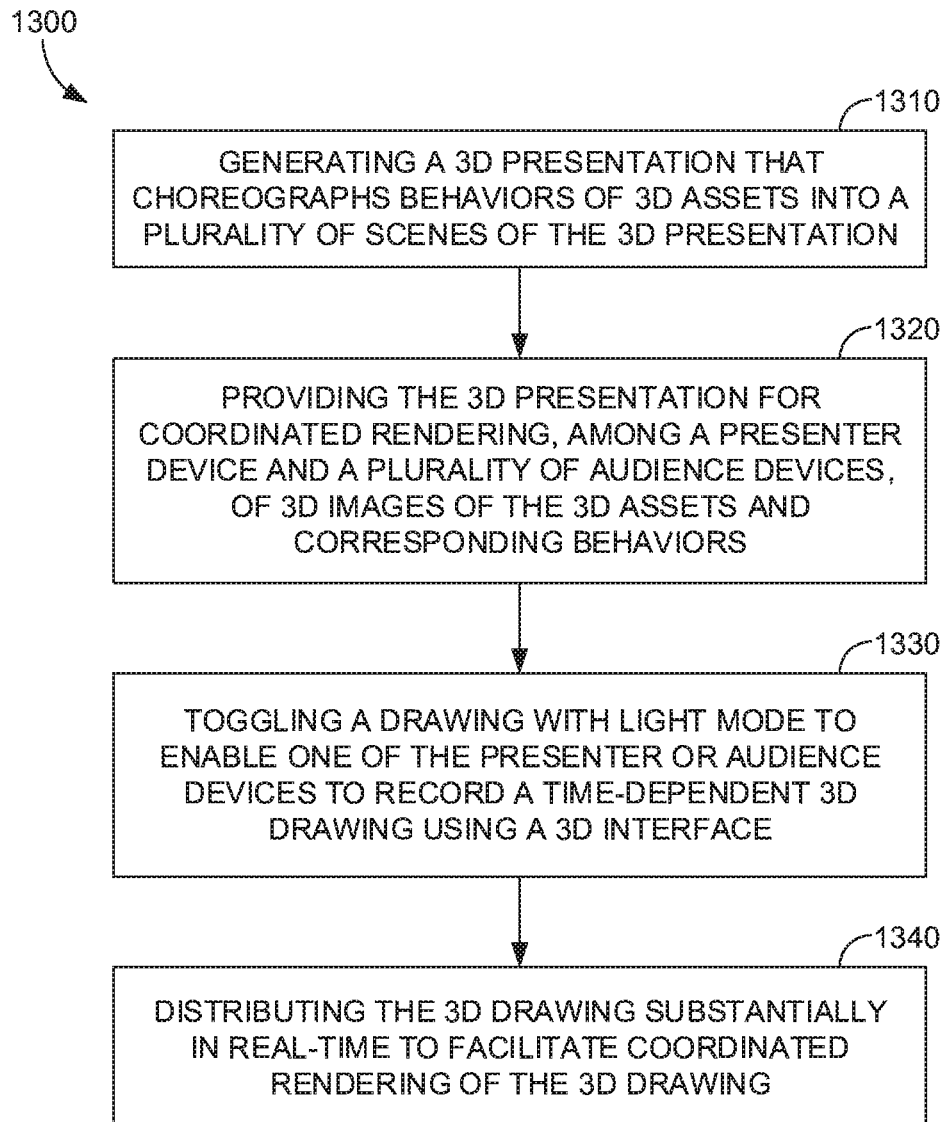 1300
1310
GENERATING A 3D PRESENTATION THAT
CHOREOGRAPHS BEHAVIORS OF 3D ASSETS INTO A
PLURALITY OF SCENES OF THE 3D PRESENTATION
1320
PROVIDING THE 3D PRESENTATION FOR
COORDINATED RENDERING, AMONG A PRESENTER
DEVICE AND A PLURALITY OF AUDIENCE DEVICES,
OF 3D IMAGES OF THE 3D ASSETS AND
CORRESPONDING BEHAVIORS
1330
TOGGLING A DRAWING WITH LIGHT MODE TO
ENABLE ONE OF THE PRESENTER OR AUDIENCE
DEVICES TO RECORD A TIME-DEPENDENT 3D
DRAWING USING A 3D INTERFACE
1340
DISTRIBUTING THE 3D DRAWING SUBSTANTIALLY
IN REAL-TIME TO FACILITATE COORDINATED
RENDERING OF THE 3D DRAWING